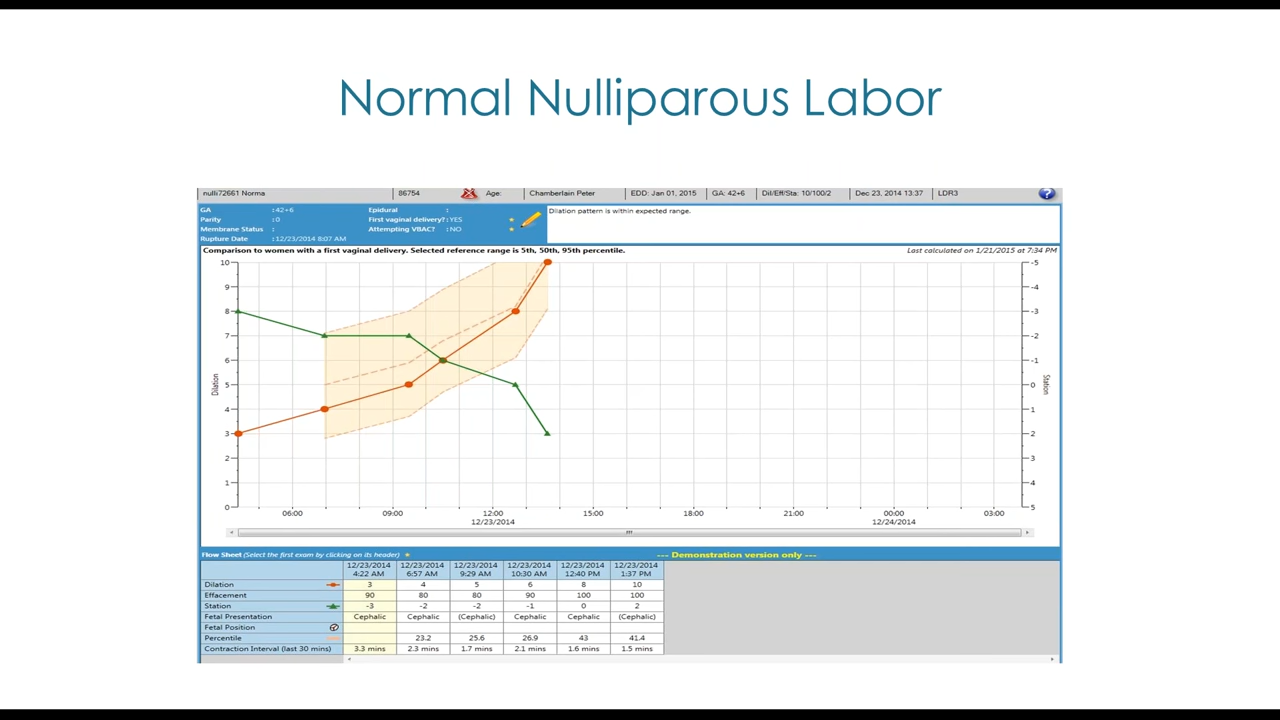 Normal Nulliparous Labor
nulli72661 Norma 86754 Age: Chamberlain Peter EDD: Jan 01, 2015 GA: 42+6 Dil/Eff/Sta: 10/100/2 Dec 23, 2014 13:37 LDR3 ?
GA :42+6 Epidural :
Parity :0 First vaginal delivery? : YES
Membrane Status : Attempting VBAC? : NO
Rupture Date :12/23/2014 8:07 AM
Dilation pattern is within expected range.
Comparison to women with a first vaginal delivery. Selected reference range is 5th, 50th, 95th percentile. Last calculated on 1/21/2015 at 7:34 PM
10 -5
9 -4
8 -3
7 -2
6 -1
5 0
4 1
3 2
2 3
1 4
0 5
Dilation
Station
06:00 09:00 12:00 15:00 18:00 21:00 00:00 03:00
12/23/2014 12/24/2014
Flow Sheet (Select the first exam by clicking on its header) --- Demonstration version only ---
12/23/2014 12/23/2014 12/23/2014 12/23/2014 12/23/2014 12/23/2014
4:22 AM 6:57 AM 9:29 AM 10:30 AM 12:40 PM 1:37 PM
Dilation 3 4 5 6 8 10
Effacement 90 80 80 90 100 100
Station -3 -2 -2 -1 0 2
Fetal Presentation Cephalic Cephalic (Cephalic) Cephalic Cephalic (Cephalic)
Fetal Position
Percentile 23.2 25.6 26.9 43 41.4
Contraction Interval (last 30 mins) 3.3 mins 2.3 mins 1.7 mins 2.1 mins 1.6 mins 1.5 mins